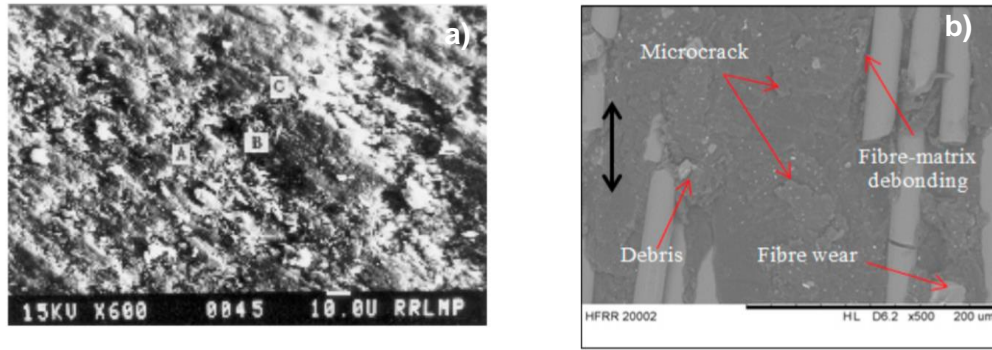 a)
C
A
B
15KV X600 0045 10.0U RRLMP
b)
Microcrack
Fibre-matrix
debonding
Debris
Fibre wear
HFRR 20002 HL D6.2 x500 200 um